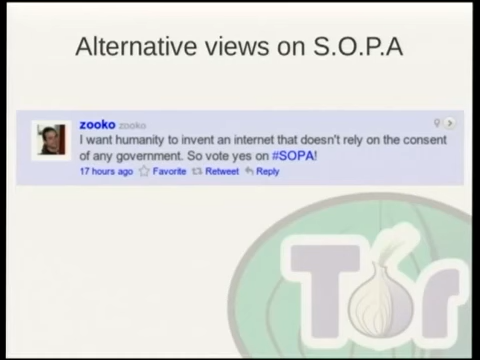 Alternative views on S.O.P.A
zooko zooko
I want humanity to invent an internet that doesn't rely on the consent
of any government. So vote yes on #SOPA!
17 hours ago Favorite Retweet Reply
Tor